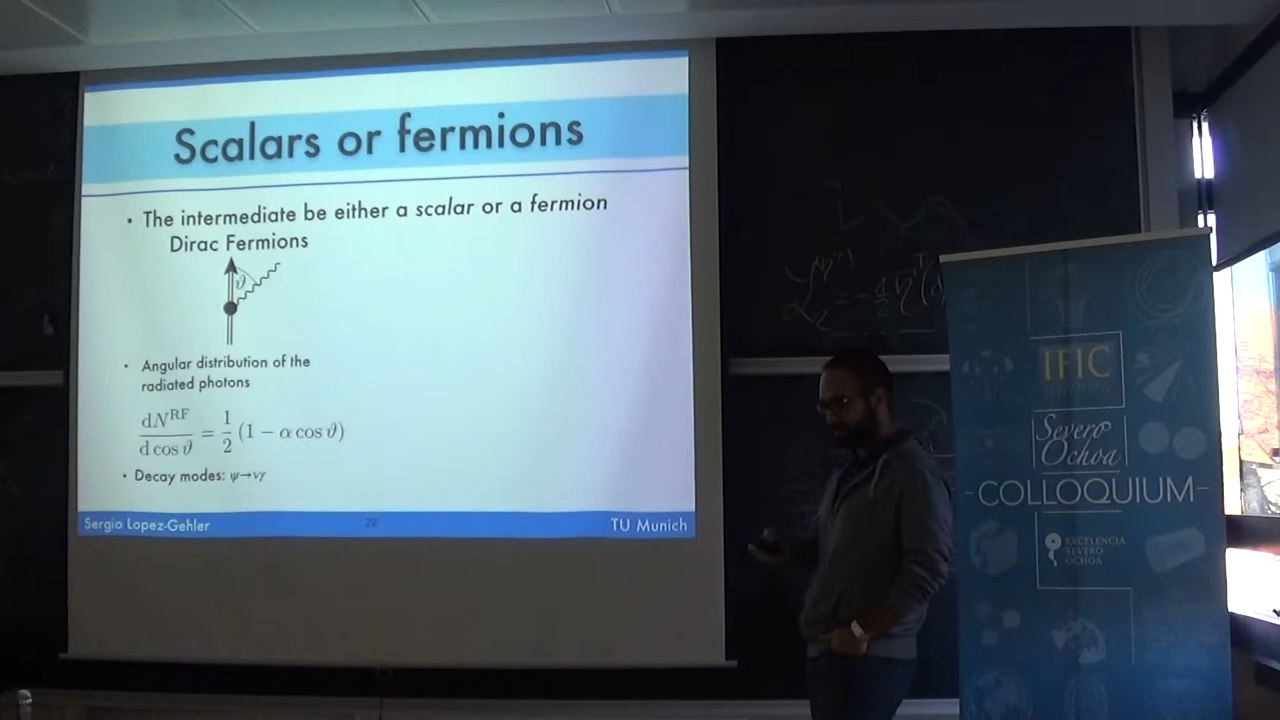 Scalars or fermions
• The intermediate be either a scalar or a fermion
Dirac Fermions
ϑ
• Angular distribution of the
radiated photons
dN^RF / d cos ϑ = 1/2 (1 − α cos ϑ)
• Decay modes: ψ→νγ
Sergio Lopez-Gehler 22 TU Munich
IFIC
Severo
Ochoa
-COLLOQUIUM-
EXCELENCIA
SEVERO
OCHOA